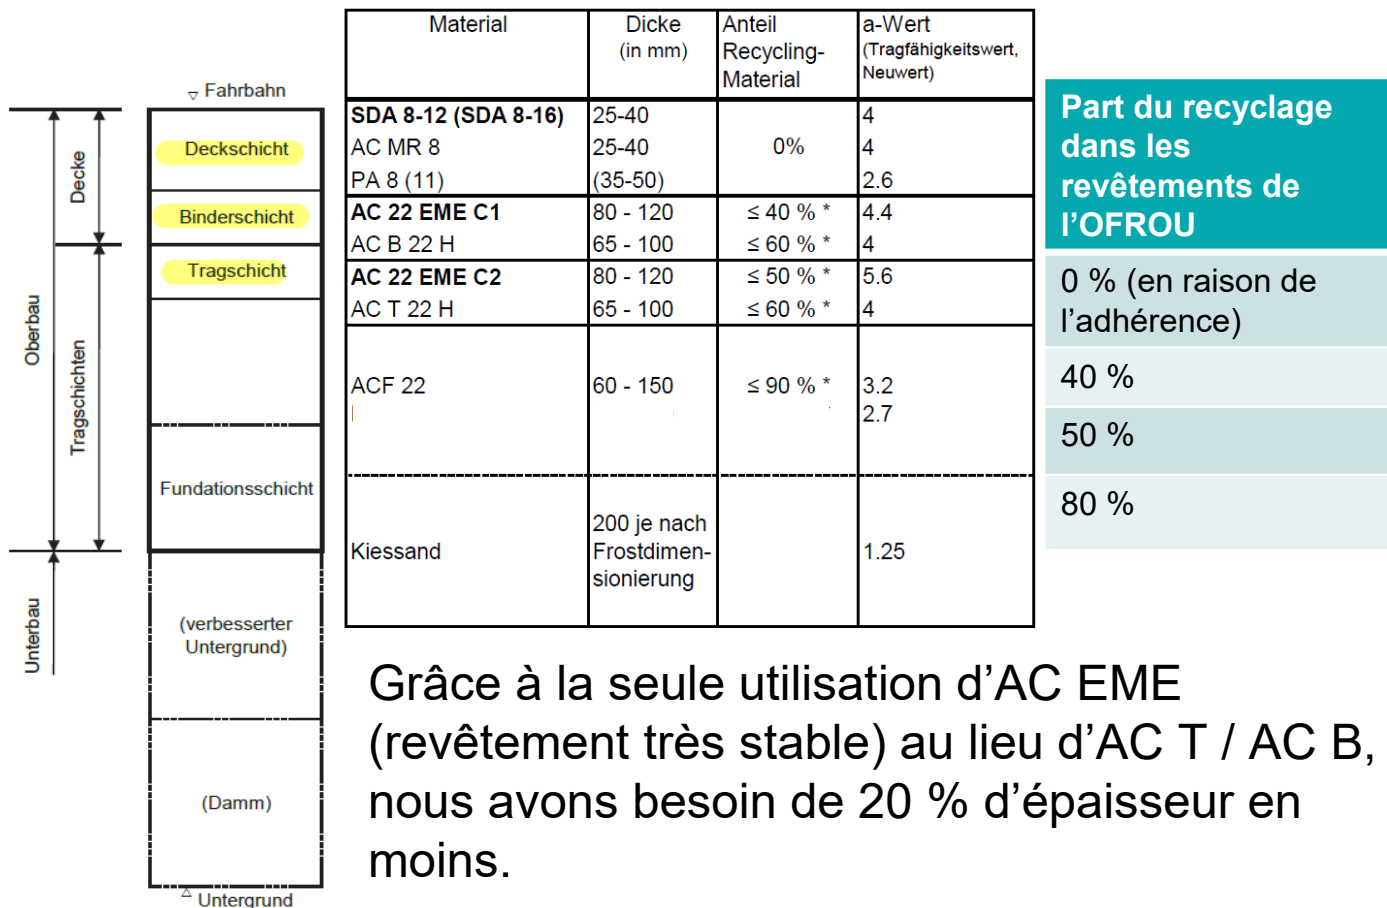 Fahrbahn
Deckschicht
Binderschicht
Tragschicht
Fundationsschicht
(verbesserter
Untergrund)
(Damm)
Untergrund
Decke
Oberbau
Tragschichten
Unterbau
Material Dicke (in mm) Anteil Recycling-Material a-Wert (Tragfähigkeitswert, Neuwert)
SDA 8-12 (SDA 8-16) 25-40 4
AC MR 8 25-40 0% 4
PA 8 (11) (35-50) 2.6
AC 22 EME C1 80 - 120 ≤ 40 % * 4.4
AC B 22 H 65 - 100 ≤ 60 % * 4
AC 22 EME C2 80 - 120 ≤ 50 % * 5.6
AC T 22 H 65 - 100 ≤ 60 % * 4
ACF 22 60 - 150 ≤ 90 % * 3.2
2.7
Kiessand 200 je nach Frostdimen-sionierung 1.25
Part du recyclage
dans les
revêtements de
l’OFROU
0 % (en raison de
l’adhérence)
40 %
50 %
80 %
Grâce à la seule utilisation d’AC EME
(revêtement très stable) au lieu d’AC T / AC B,
nous avons besoin de 20 % d’épaisseur en
moins.